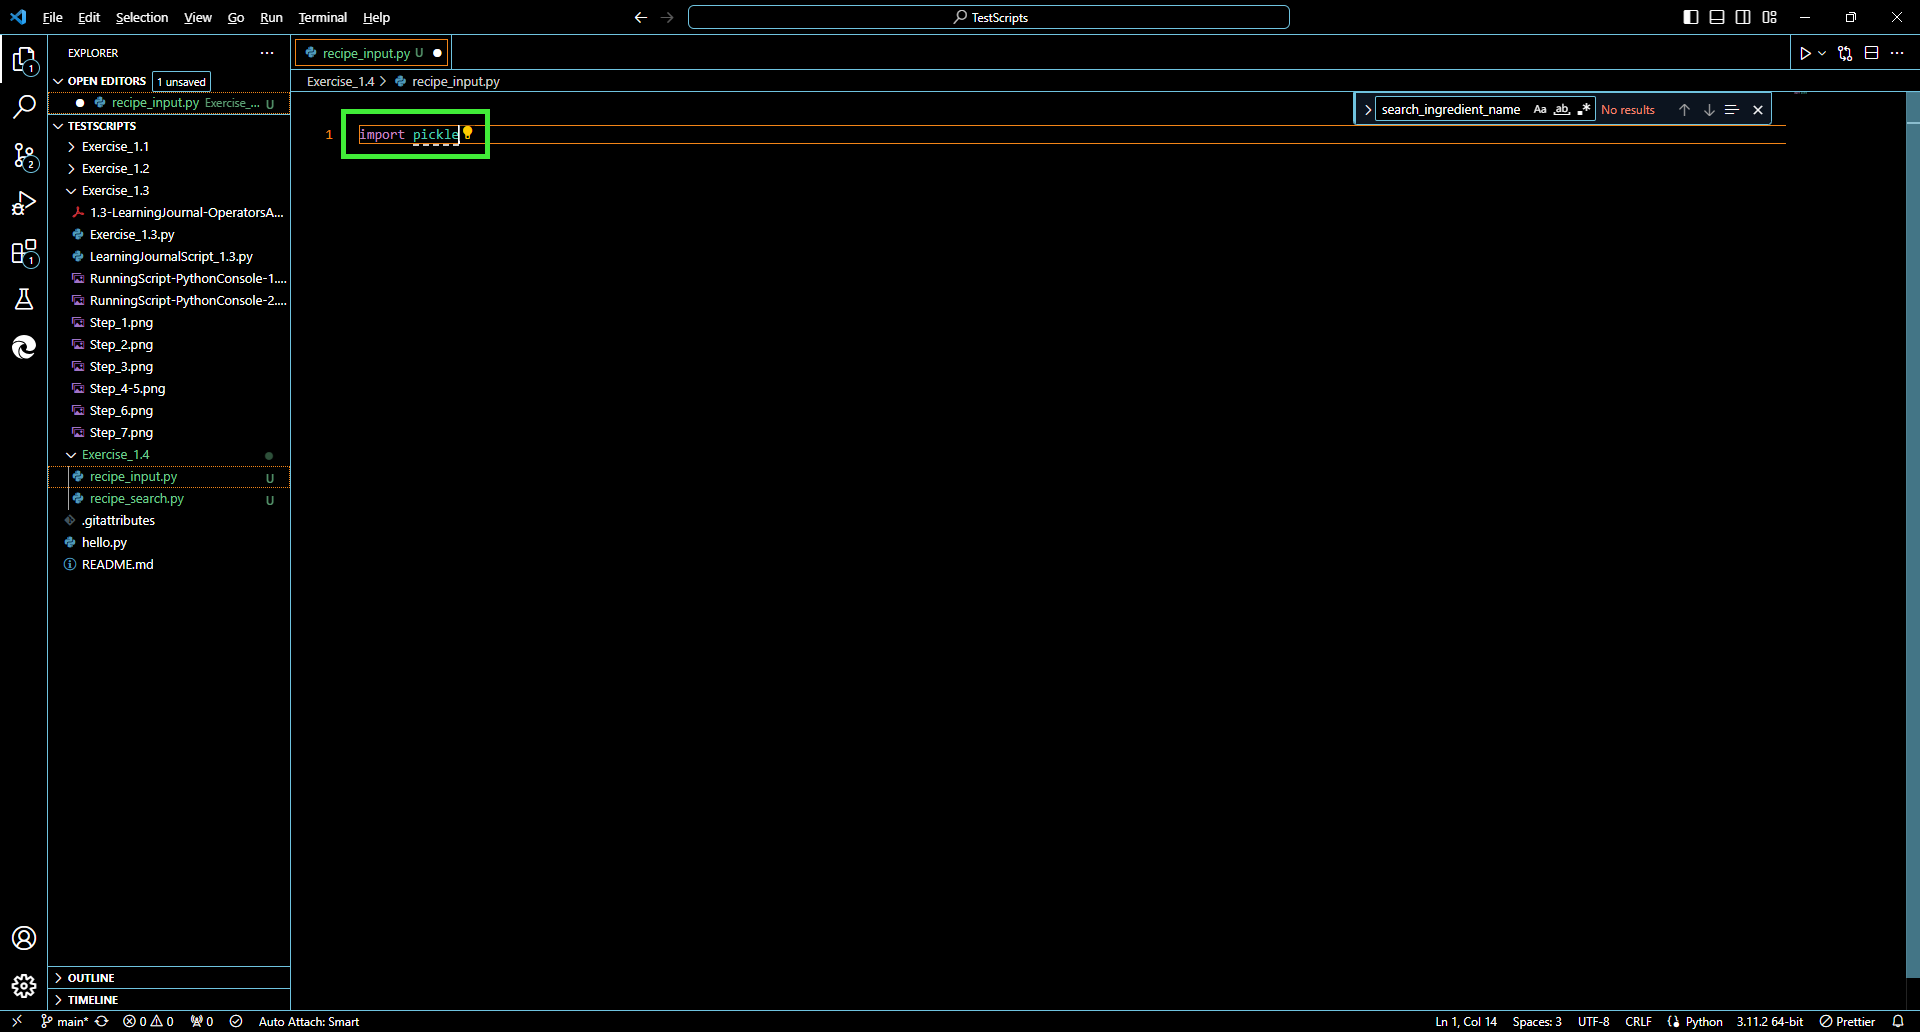 File Edit Selection View Go Run Terminal Help
TestScripts
EXPLORER
OPEN EDITORS 1 unsaved
recipe_input.py Exercise_... U
TESTSCRIPTS
Exercise_1.1
Exercise_1.2
Exercise_1.3
1.3-LearningJournal-OperatorsA...
Exercise_1.3.py
LearningJournalScript_1.3.py
RunningScript-PythonConsole-1....
RunningScript-PythonConsole-2....
Step_1.png
Step_2.png
Step_3.png
Step_4-5.png
Step_6.png
Step_7.png
Exercise_1.4
recipe_input.py U
recipe_search.py U
.gitattributes
hello.py
README.md
OUTLINE
TIMELINE
1
2
1
recipe_input.py U
Exercise_1.4 > recipe_input.py
search_ingredient_name Aa ab .* No results
1 import pickle
main* 0 0 0 Auto Attach: Smart
Ln 1, Col 14 Spaces: 3 UTF-8 CRLF Python 3.11.2 64-bit Prettier